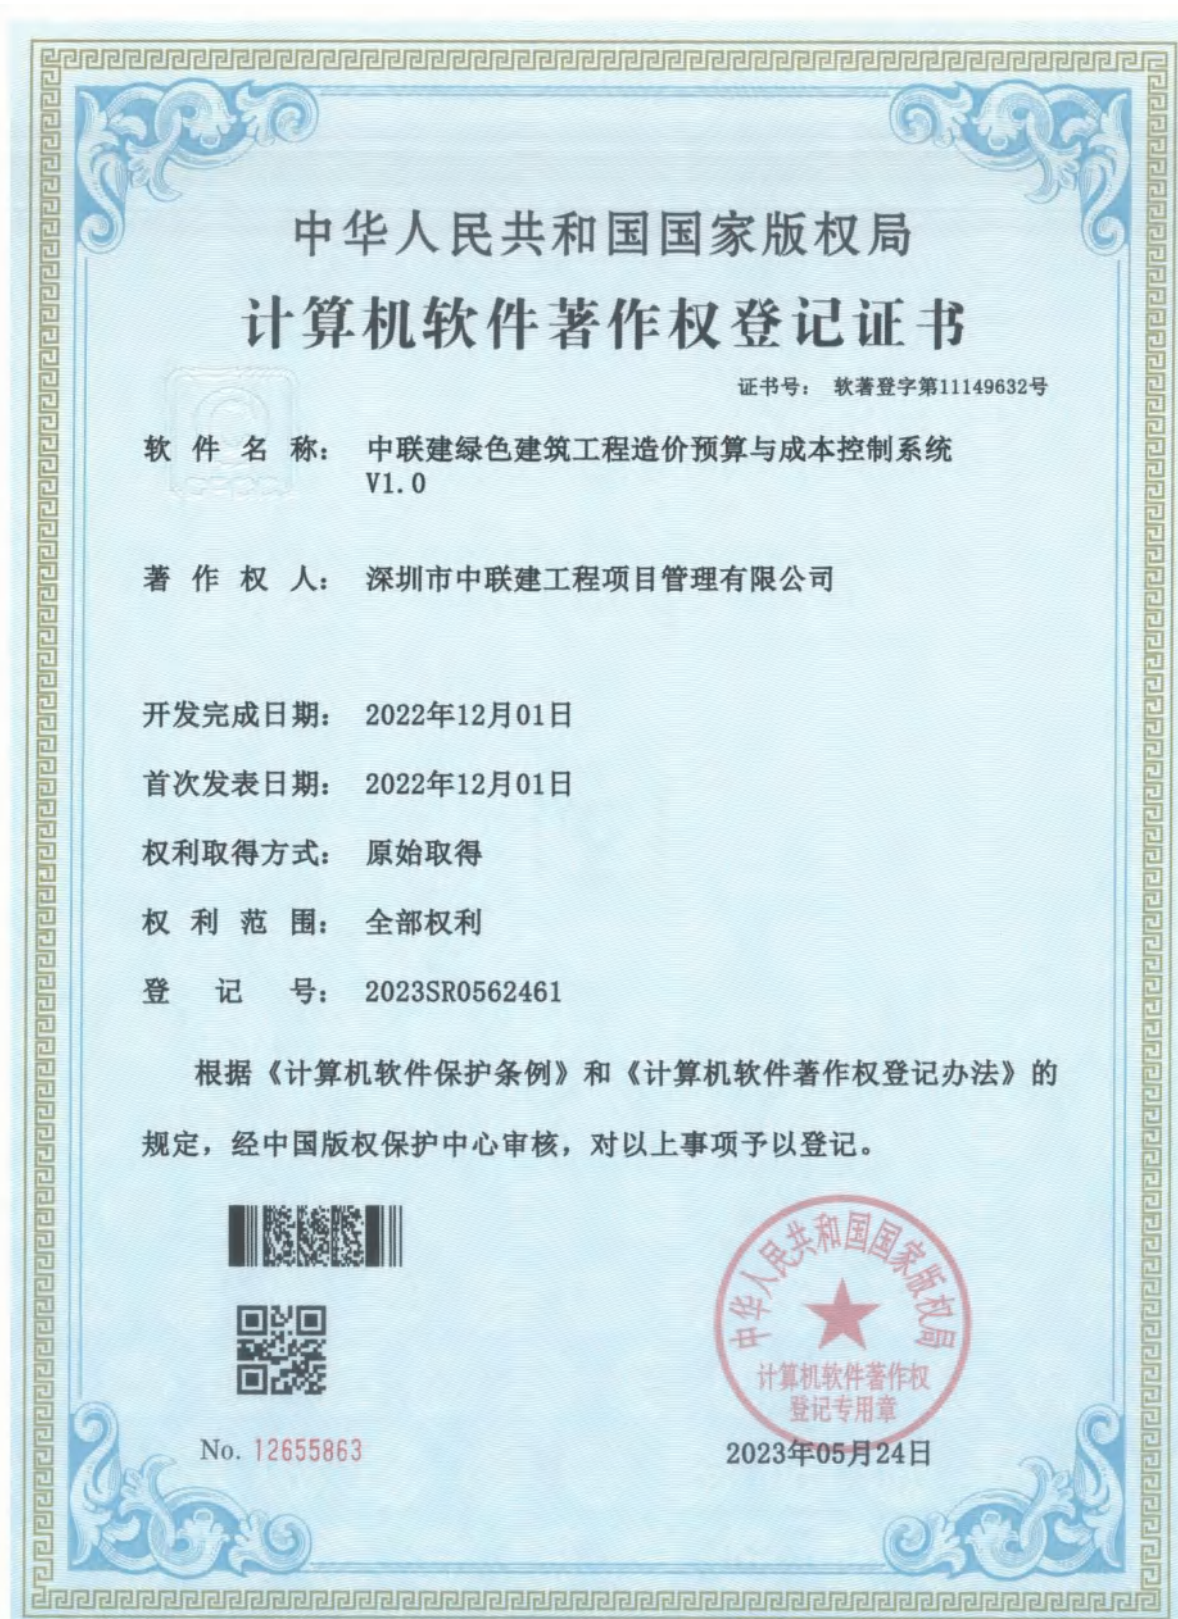 中华人民共和国国家版权局
计算机软件著作权登记证书
证书号： 软著登字第11149632号
软件名称： 中联建绿色建筑工程造价预算与成本控制系统
V1.0
著作权人： 深圳市中联建工程项目管理有限公司
开发完成日期： 2022年12月01日
首次发表日期： 2022年12月01日
权利取得方式： 原始取得
权利范围： 全部权利
登记号： 2023SR0562461
根据《计算机软件保护条例》和《计算机软件著作权登记办法》的
规定，经中国版权保护中心审核，对以上事项予以登记。
中华人民共和国国家版权局
计算机软件著作权
登记专用章
No. 12655863
2023年05月24日